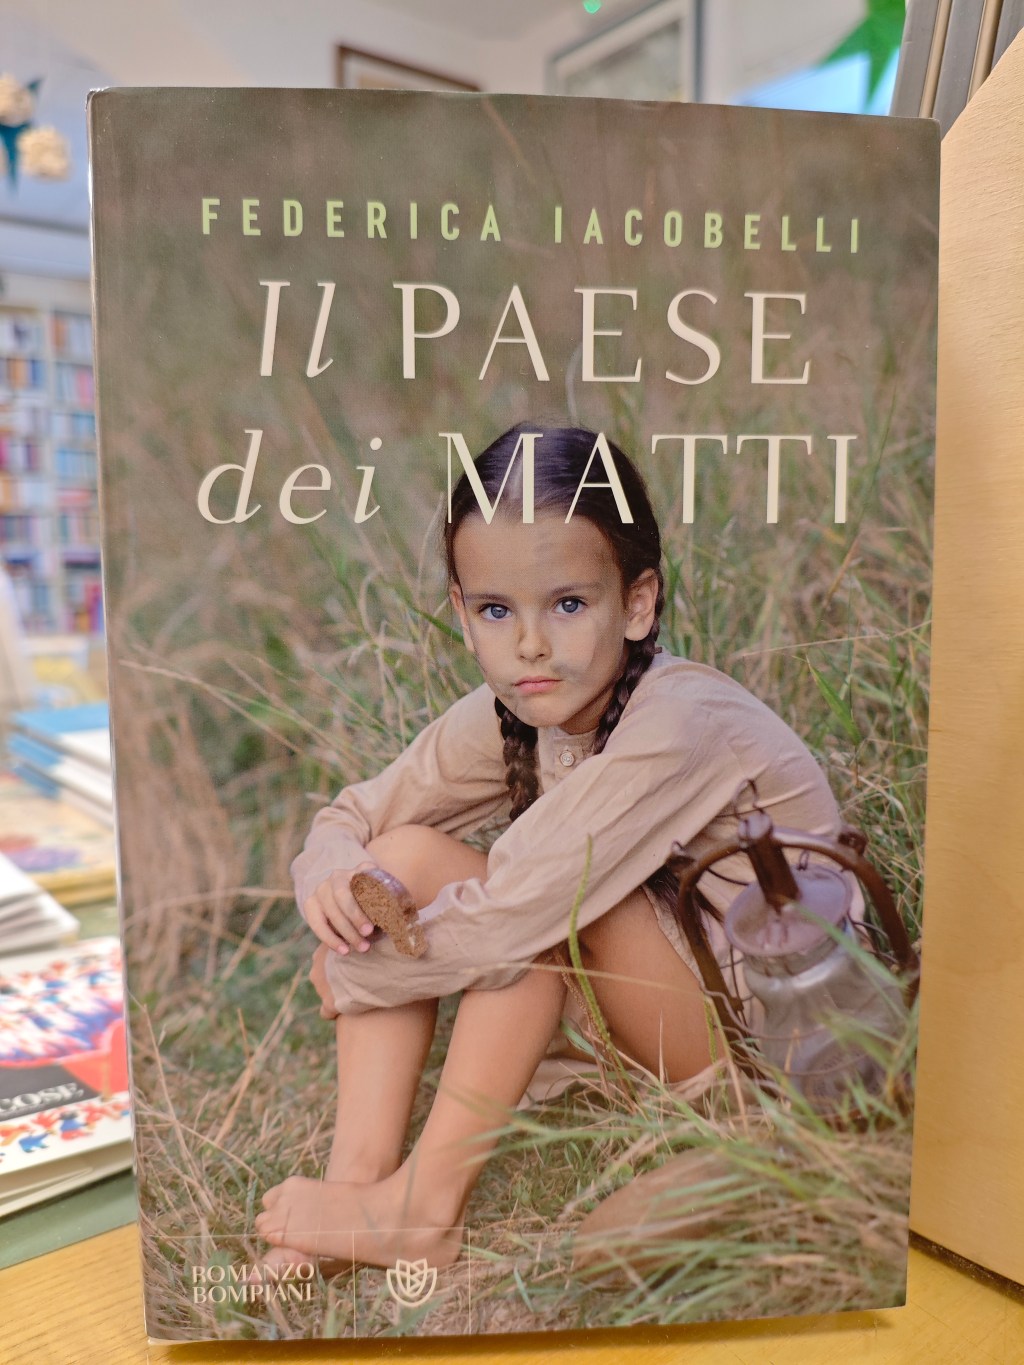 FEDERICA IACOBELLI
Il PAESE
dei MATTI
ROMANZO
BOMPIANI
COSE